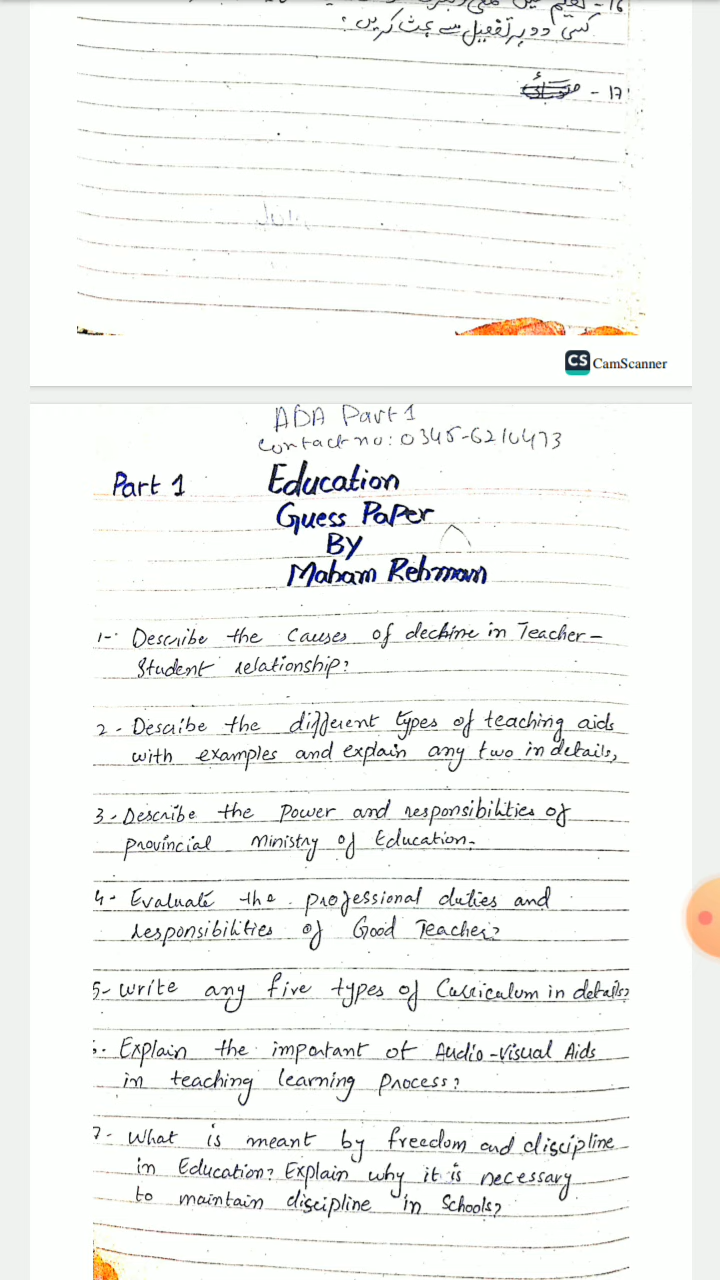 کسی دو پر تفصیل سے بحث کریں؟
17 -
CS CamScanner
ADA Part 1
Contact no: 0345-6210473
Part 1 Education
Guess Paper
BY
Maham Rehman
1-. Describe the Causes of decline in Teacher-
Student relationship?
2 - Describe the different types of teaching aids
with examples and explain any two in details,
3 - Describe the Power and responsibilities of
provincial ministry of Education.
4 - Evaluate the professional duties and
responsibilities of Good Teacher?
5 - Write any five types of Curriculum in details?
Explain the important of Audio-Visual Aids
in teaching learning Process?
7 - What is meant by freedom and discipline
in Education? Explain why it is necessary
to maintain discipline in Schools?